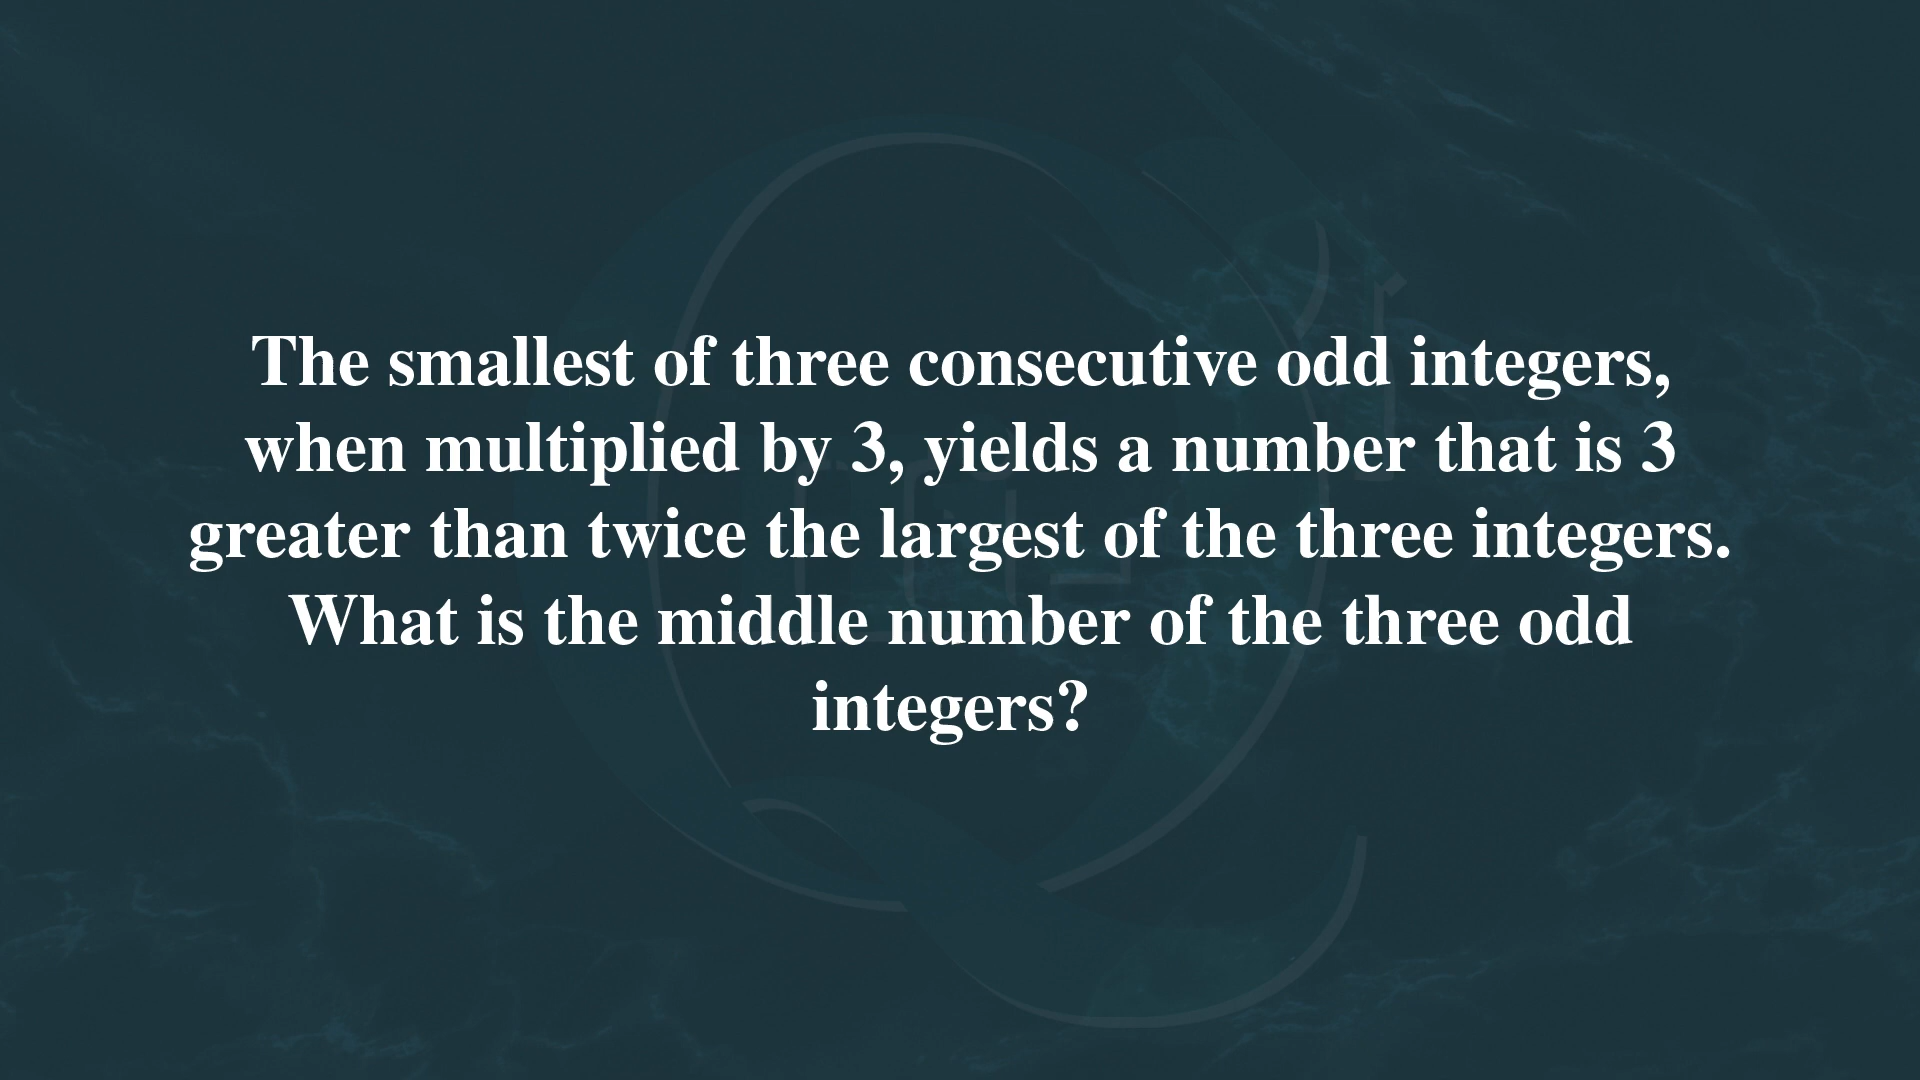 The smallest of three consecutive odd integers,
when multiplied by 3, yields a number that is 3
greater than twice the largest of the three integers.
What is the middle number of the three odd
integers?